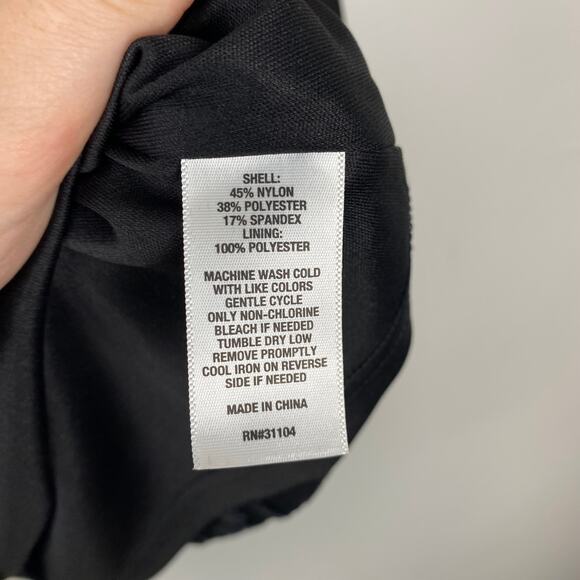 SHELL:
45% NYLON
38% POLYESTER
17% SPANDEX
LINING:
100% POLYESTER
MACHINE WASH COLD
WITH LIKE COLORS
GENTLE CYCLE
ONLY NON-CHLORINE
BLEACH IF NEEDED
TUMBLE DRY LOW
REMOVE PROMPTLY
COOL IRON ON REVERSE
SIDE IF NEEDED
MADE IN CHINA
RN#31104